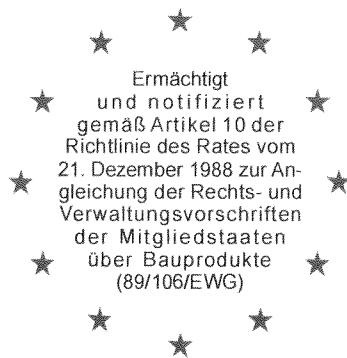 Ermächtigt
und notifiziert
gemäß Artikel 10 der
Richtlinie des Rates vom
21. Dezember 1988 zur An-
gleichung der Rechts- und
Verwaltungsvorschriften
der Mitgliedstaaten
über Bauprodukte
(89/106/EWG)